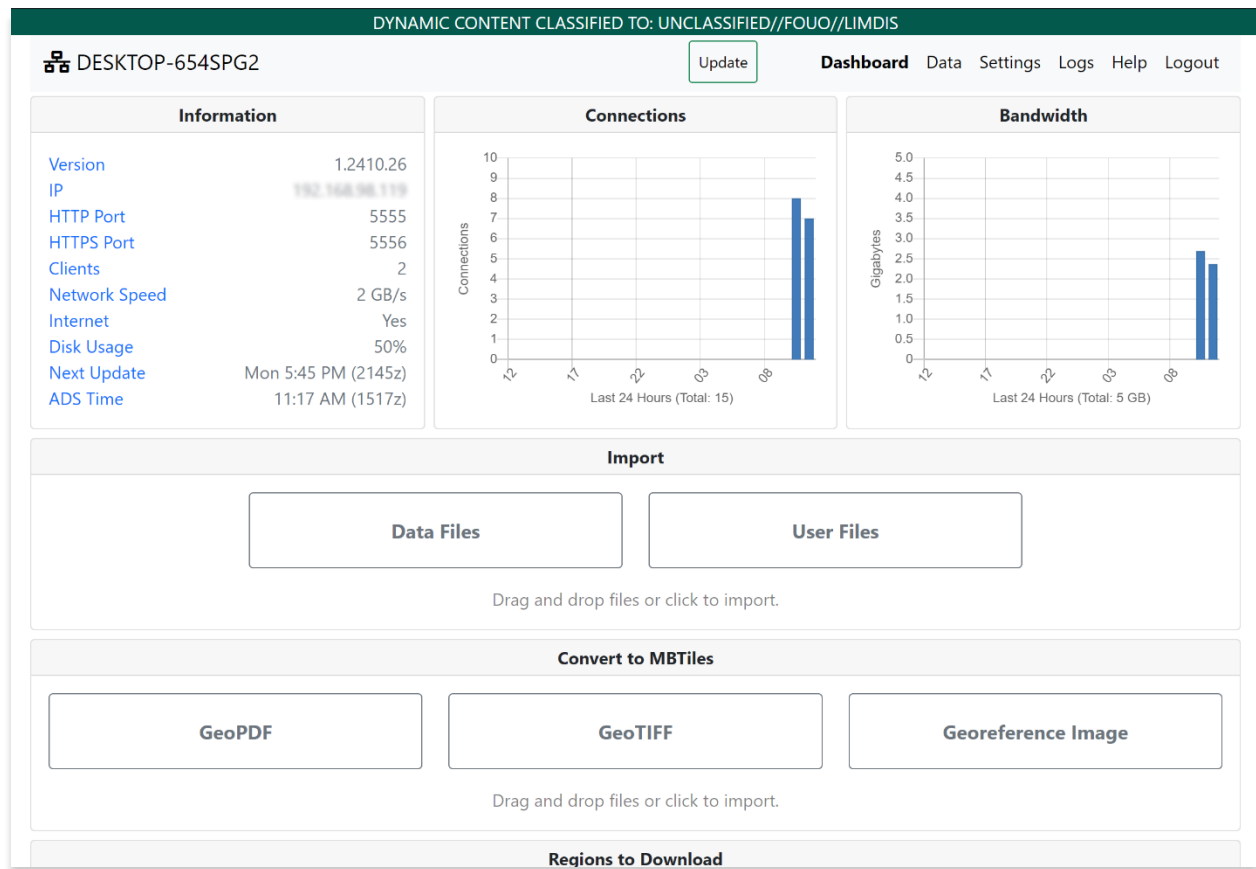 DYNAMIC CONTENT CLASSIFIED TO: UNCLASSIFIED//FOUO//LIMDIS
DESKTOP-654SPG2 Update Dashboard Data Settings Logs Help Logout
Information
Version 1.2410.26
IP
HTTP Port 5555
HTTPS Port 5556
Clients 2
Network Speed 2 GB/s
Internet Yes
Disk Usage 50%
Next Update Mon 5:45 PM (2145z)
ADS Time 11:17 AM (1517z)
Connections
10
9
8
7
6
5
4
3
2
1
0
Connections
12 17 22 03 08
Last 24 Hours (Total: 15)
Bandwidth
5.0
4.5
4.0
3.5
3.0
2.5
2.0
1.5
1.0
0.5
0
Gigabytes
12 17 22 03 08
Last 24 Hours (Total: 5 GB)
Import
Data Files User Files
Drag and drop files or click to import.
Convert to MBTiles
GeoPDF GeoTIFF Georeference Image
Drag and drop files or click to import.
Regions to Download